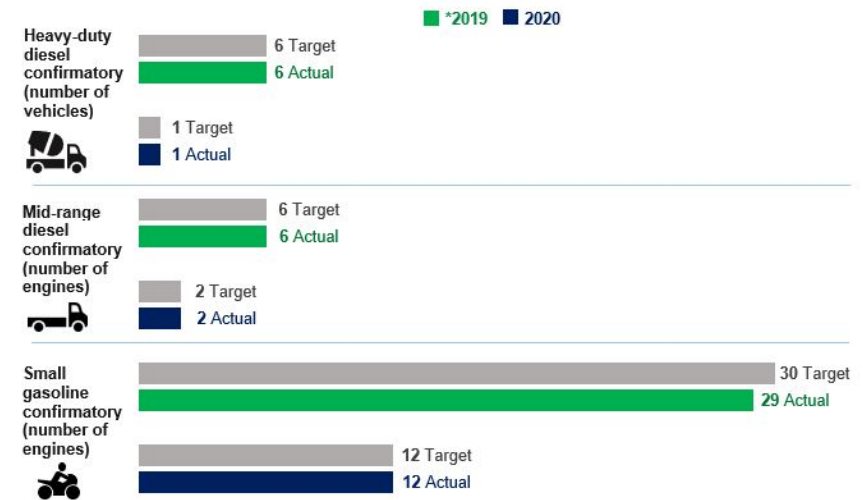 *2019 2020
Heavy-duty
diesel
confirmatory
(number of
vehicles)
6 Target
6 Actual
1 Target
1 Actual
Mid-range
diesel
confirmatory
(number of
engines)
6 Target
6 Actual
2 Target
2 Actual
Small
gasoline
confirmatory
(number of
engines)
30 Target
29 Actual
12 Target
12 Actual